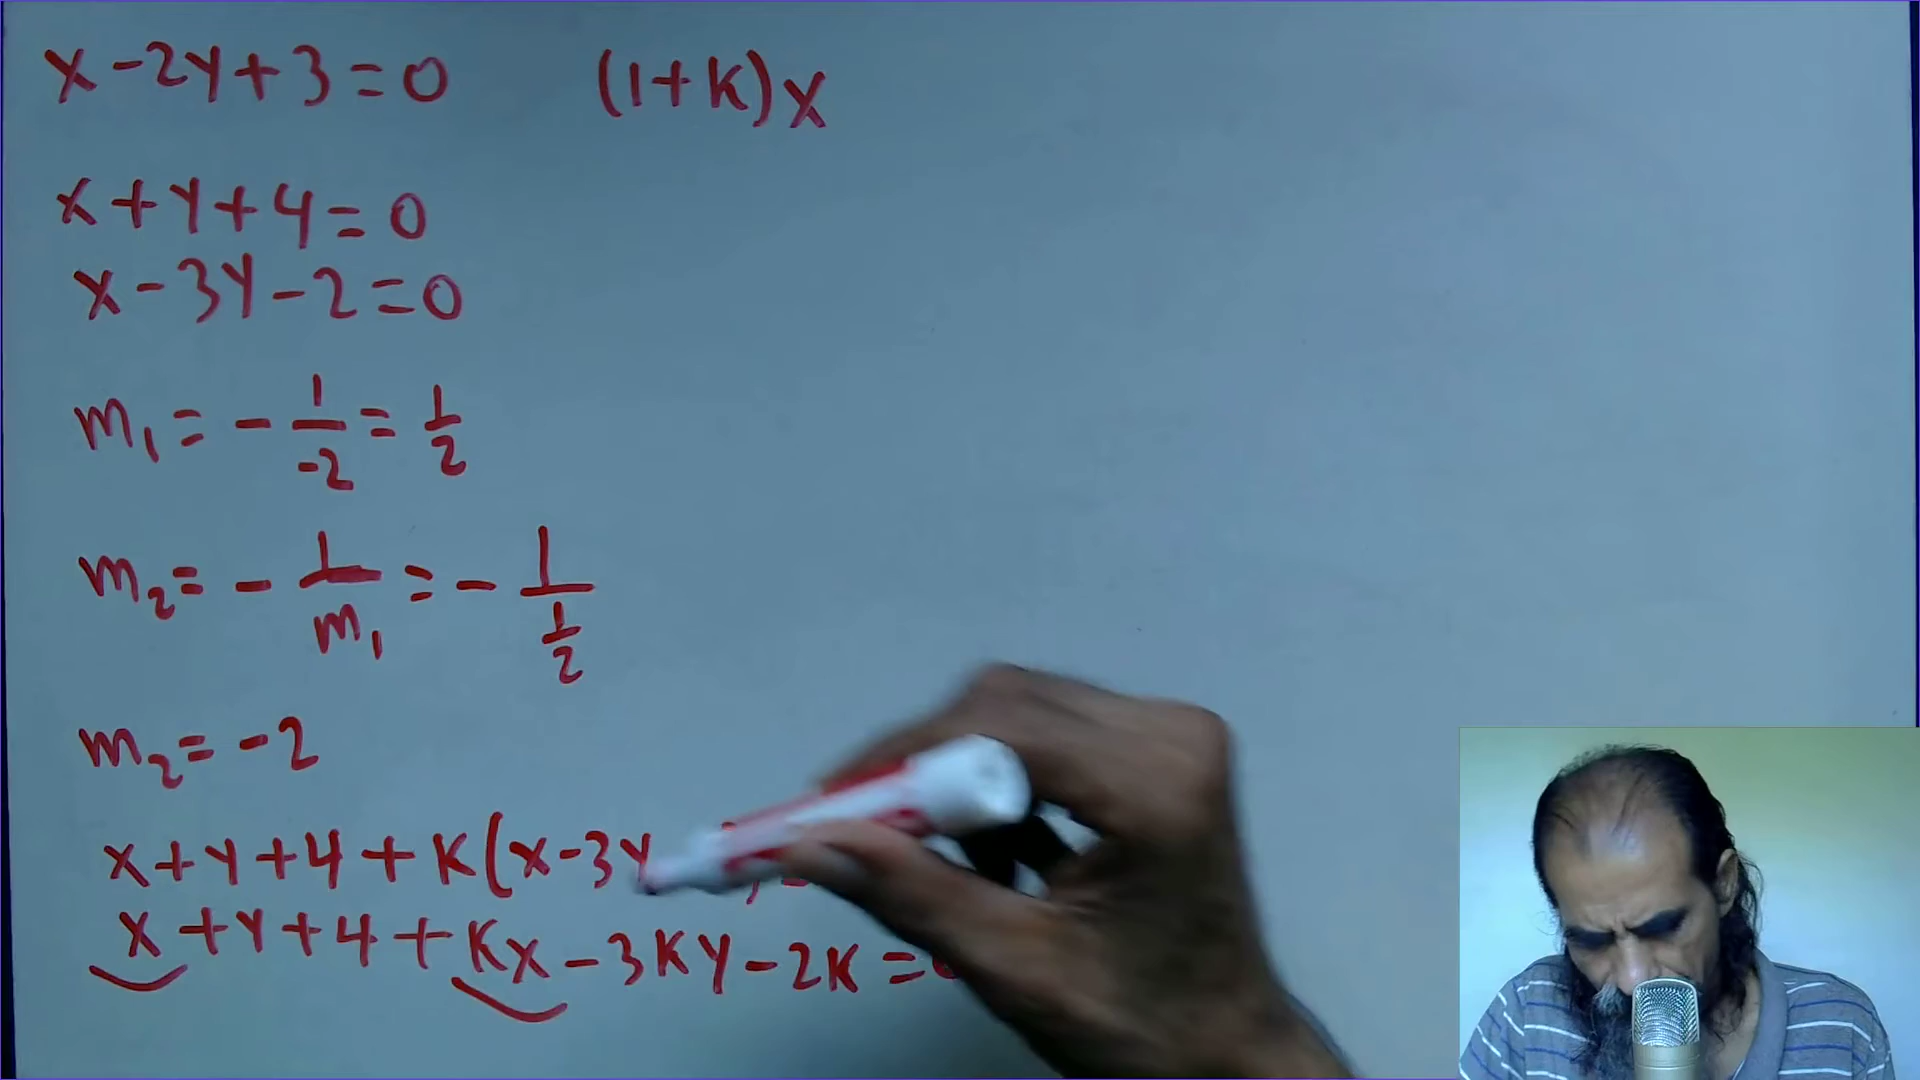 x-2y+3=0
(1+K)x
x+y+4=0
x-3y-2=0
m₁=-1/-2=1/2
m₂=-1/m₁=-1/(1/2)
m₂=-2
x+y+4+K(x-3y
x+y+4+Kx-3Ky-2K=0